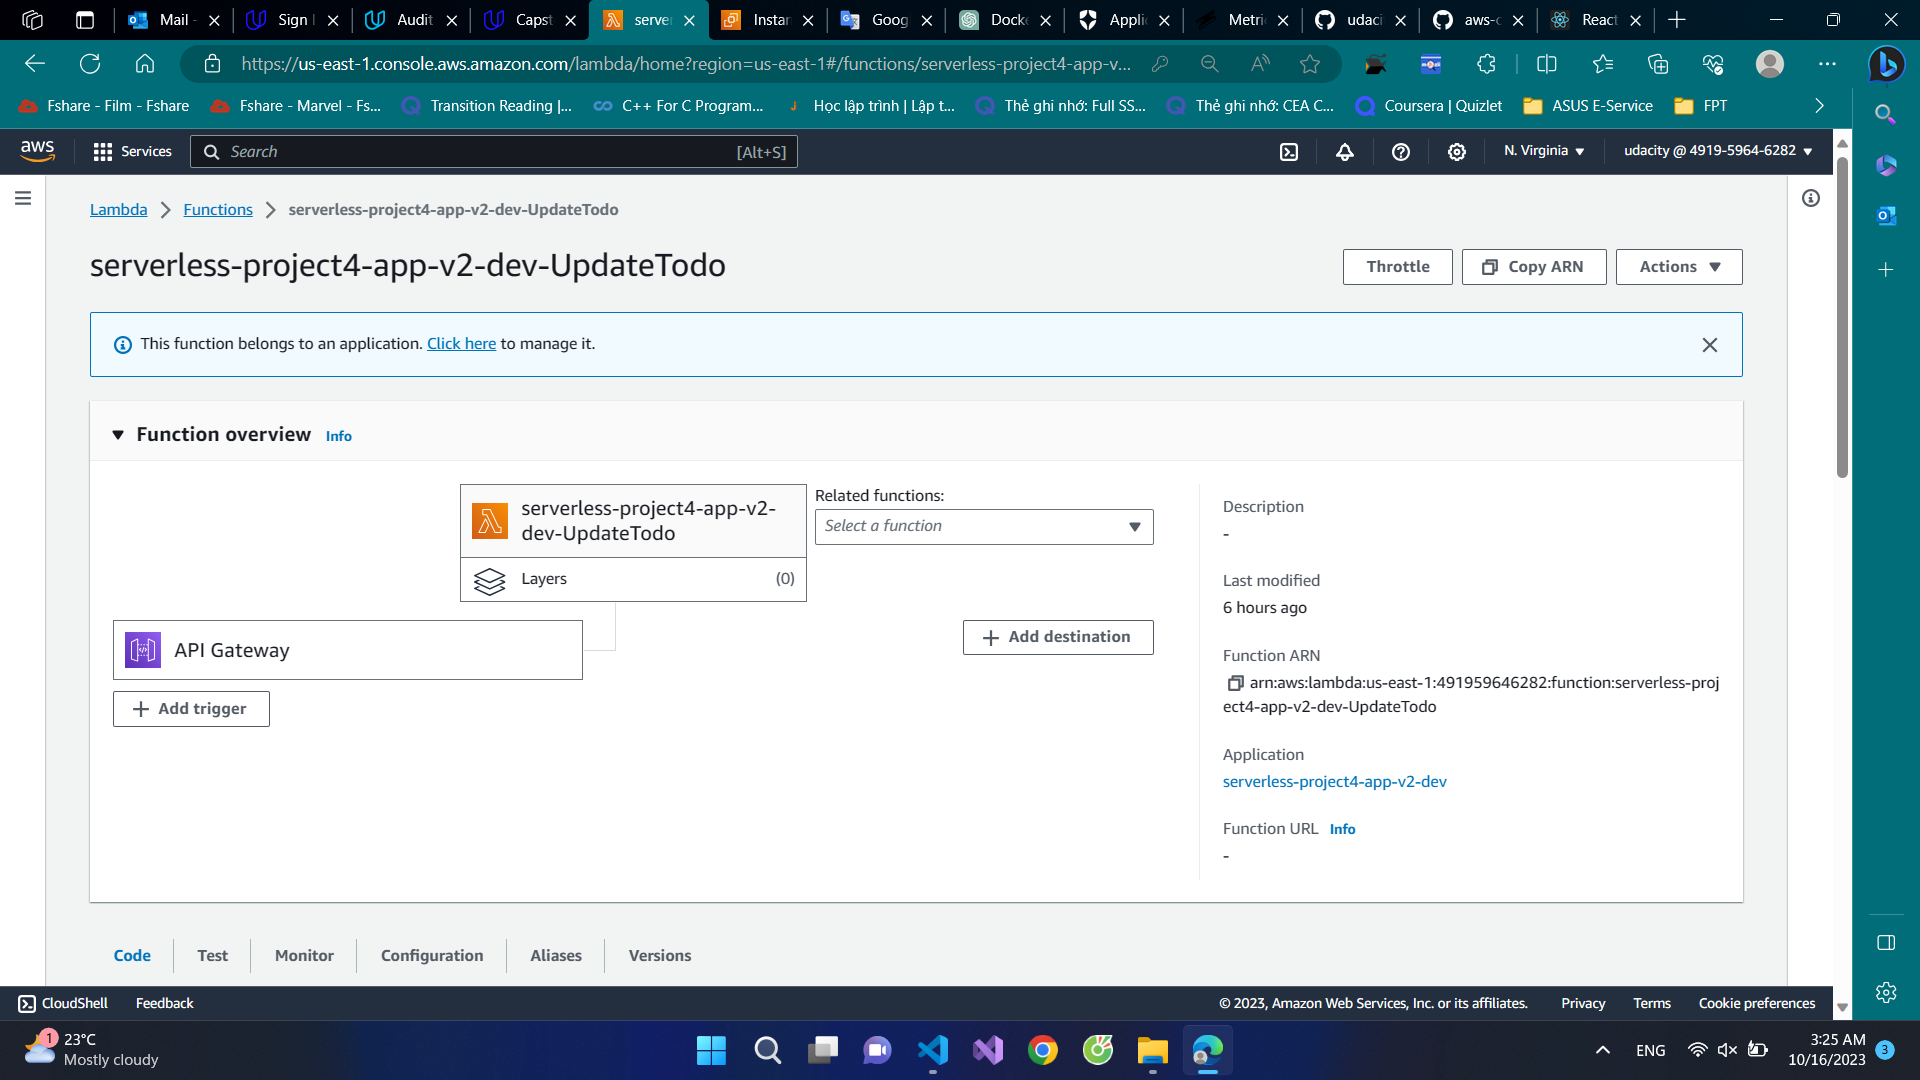 Mail -
Sign
Audit
Capst
server
Instan
Goog
Docke
Applic
Metric
udaci
aws-c
React
https://us-east-1.console.aws.amazon.com/lambda/home?region=us-east-1#/functions/serverless-project4-app-v...
Fshare - Film - Fshare
Fshare - Marvel - Fs...
Transition Reading |...
C++ For C Program...
Học lập trình | Lập t...
Thẻ ghi nhớ: Full SS...
Thẻ ghi nhớ: CEA C...
Coursera | Quizlet
ASUS E-Service
FPT
aws
Services
Search
[Alt+S]
N. Virginia
udacity @ 4919-5964-6282
Lambda
Functions
serverless-project4-app-v2-dev-UpdateTodo
serverless-project4-app-v2-dev-UpdateTodo
Throttle
Copy ARN
Actions
This function belongs to an application. Click here to manage it.
Function overview Info
serverless-project4-app-v2-
dev-UpdateTodo
Layers (0)
Related functions:
Select a function
API Gateway
Add trigger
Add destination
Description
-
Last modified
6 hours ago
Function ARN
arn:aws:lambda:us-east-1:491959646282:function:serverless-proj
ect4-app-v2-dev-UpdateTodo
Application
serverless-project4-app-v2-dev
Function URL Info
-
Code
Test
Monitor
Configuration
Aliases
Versions
CloudShell
Feedback
© 2023, Amazon Web Services, Inc. or its affiliates.
Privacy
Terms
Cookie preferences
1
23°C
Mostly cloudy
ENG
3:25 AM
10/16/2023
3